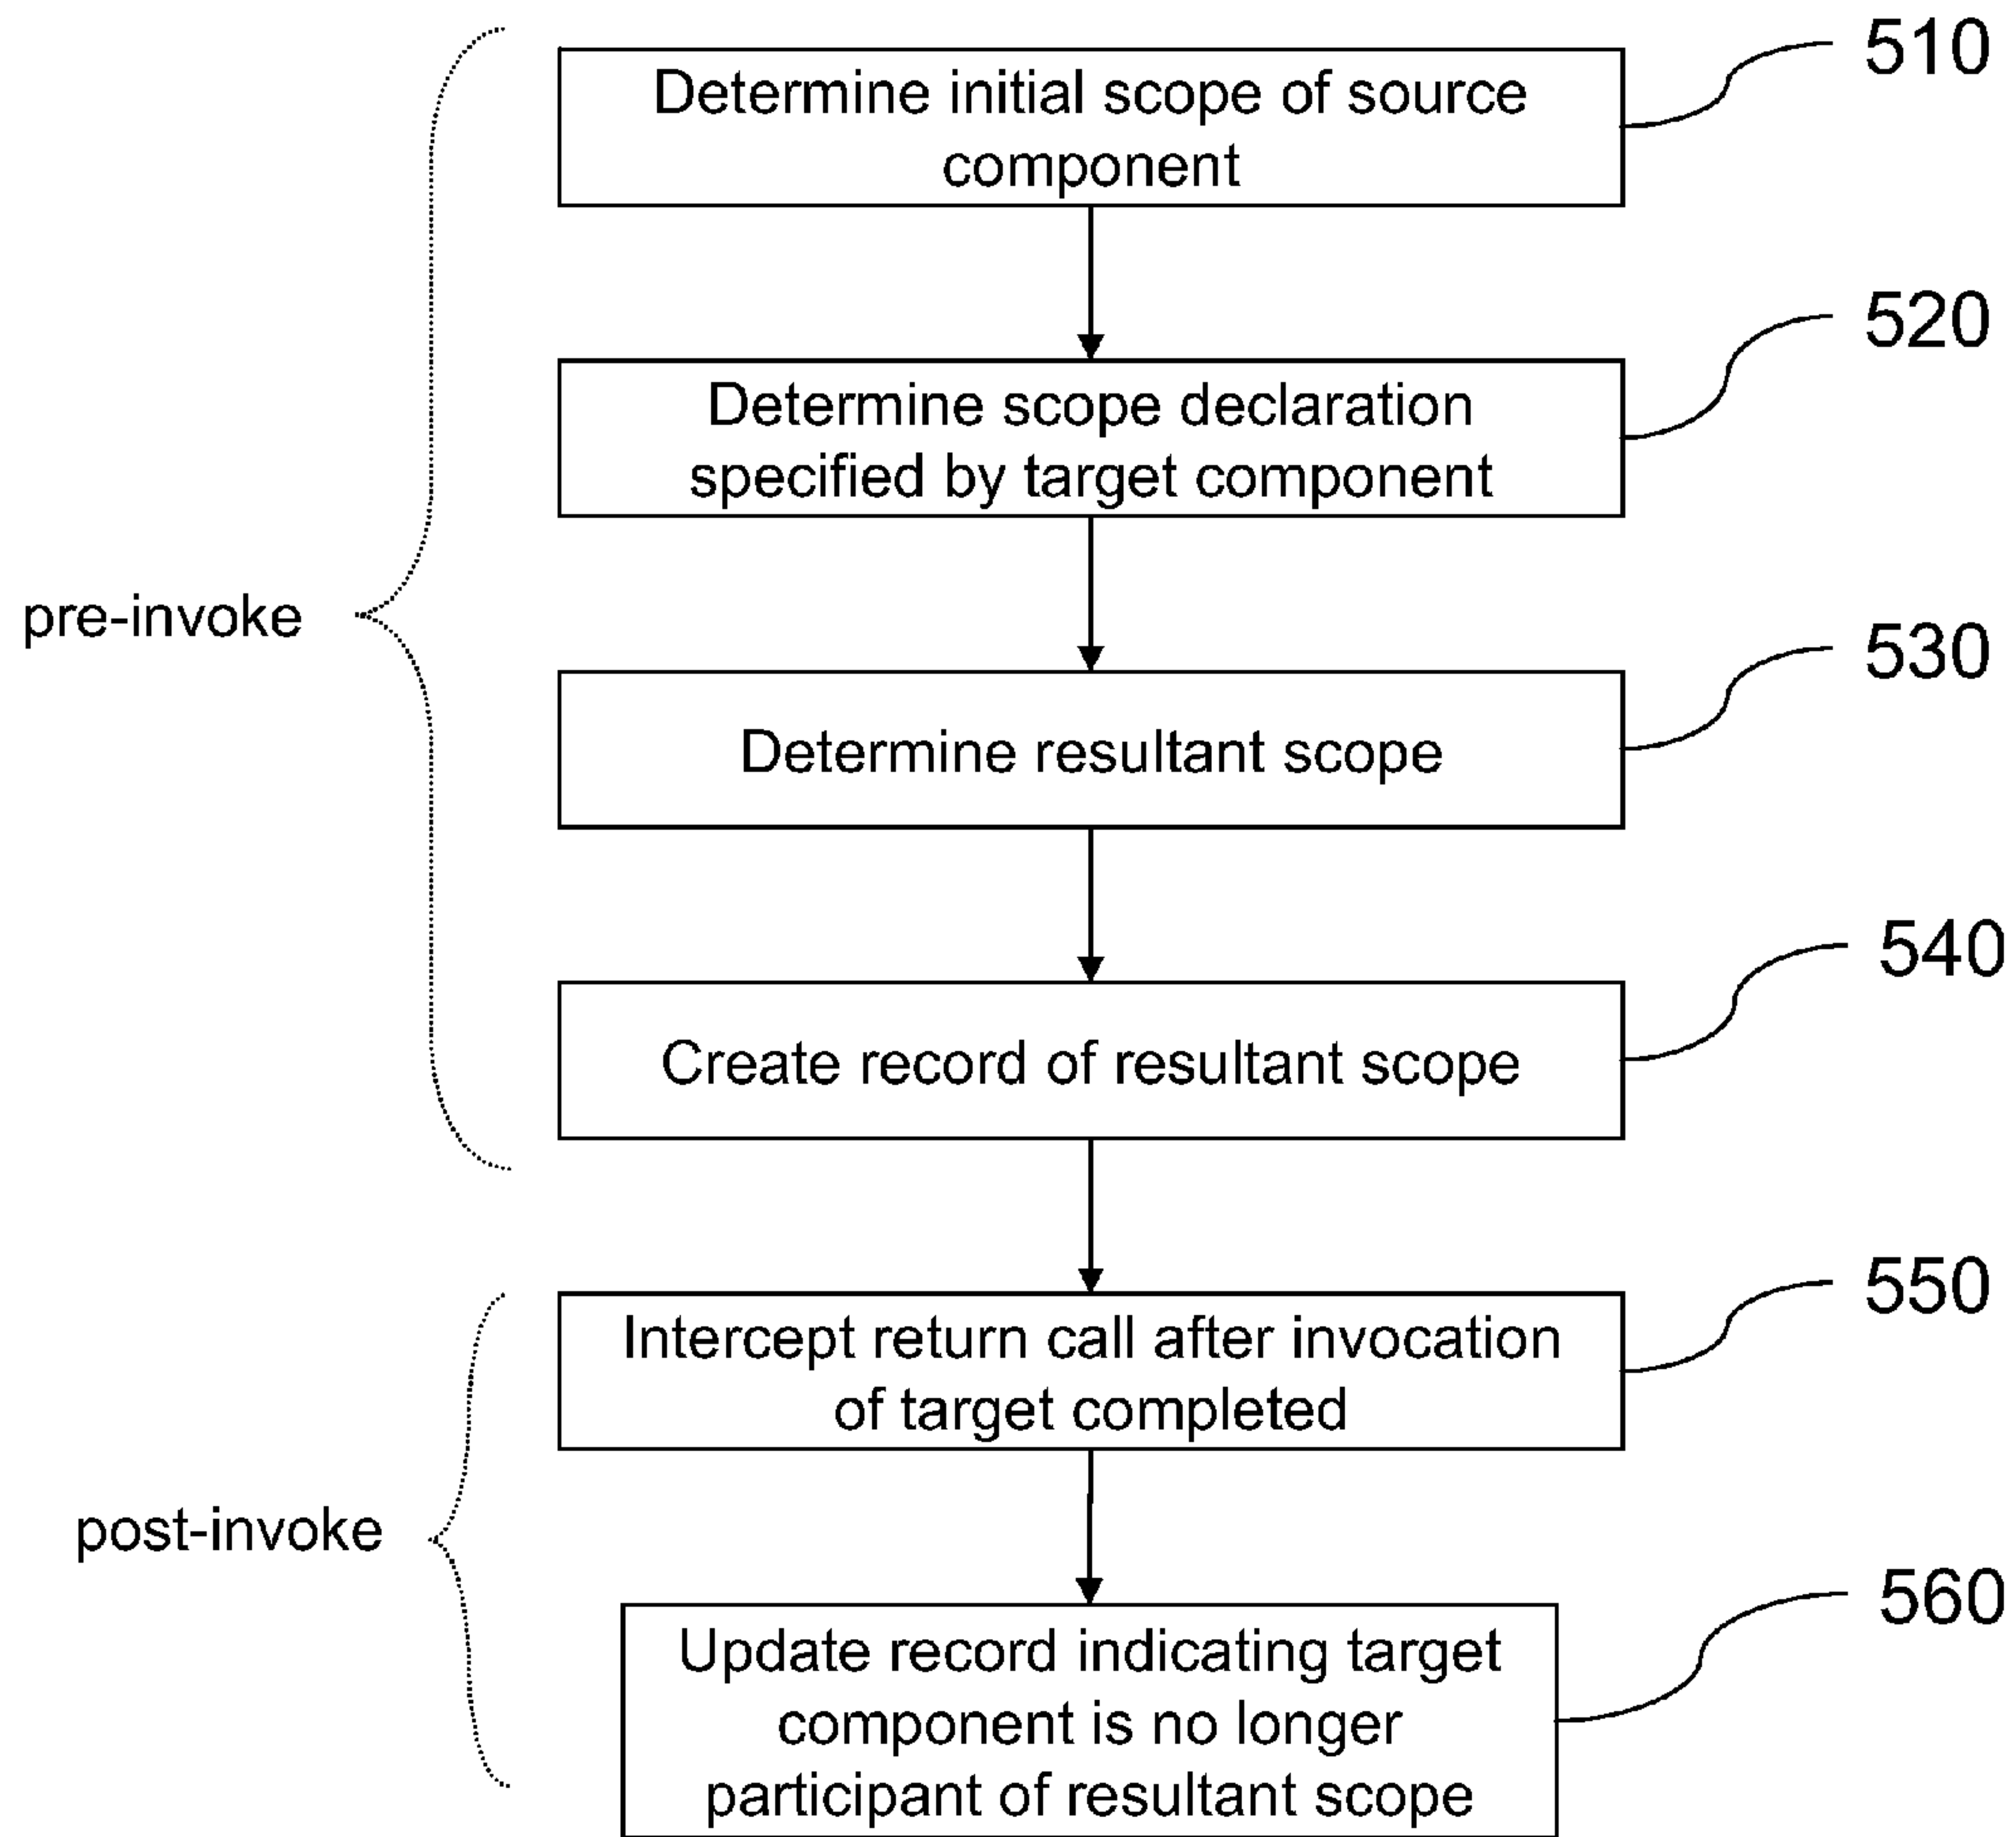 510
Determine initial scope of source
component
520
Determine scope declaration
specified by target component
pre-invoke
530
Determine resultant scope
540
Create record of resultant scope
550
Intercept return call after invocation
of target completed
post-invoke
560
Update record indicating target
component is no longer
participant of resultant scope